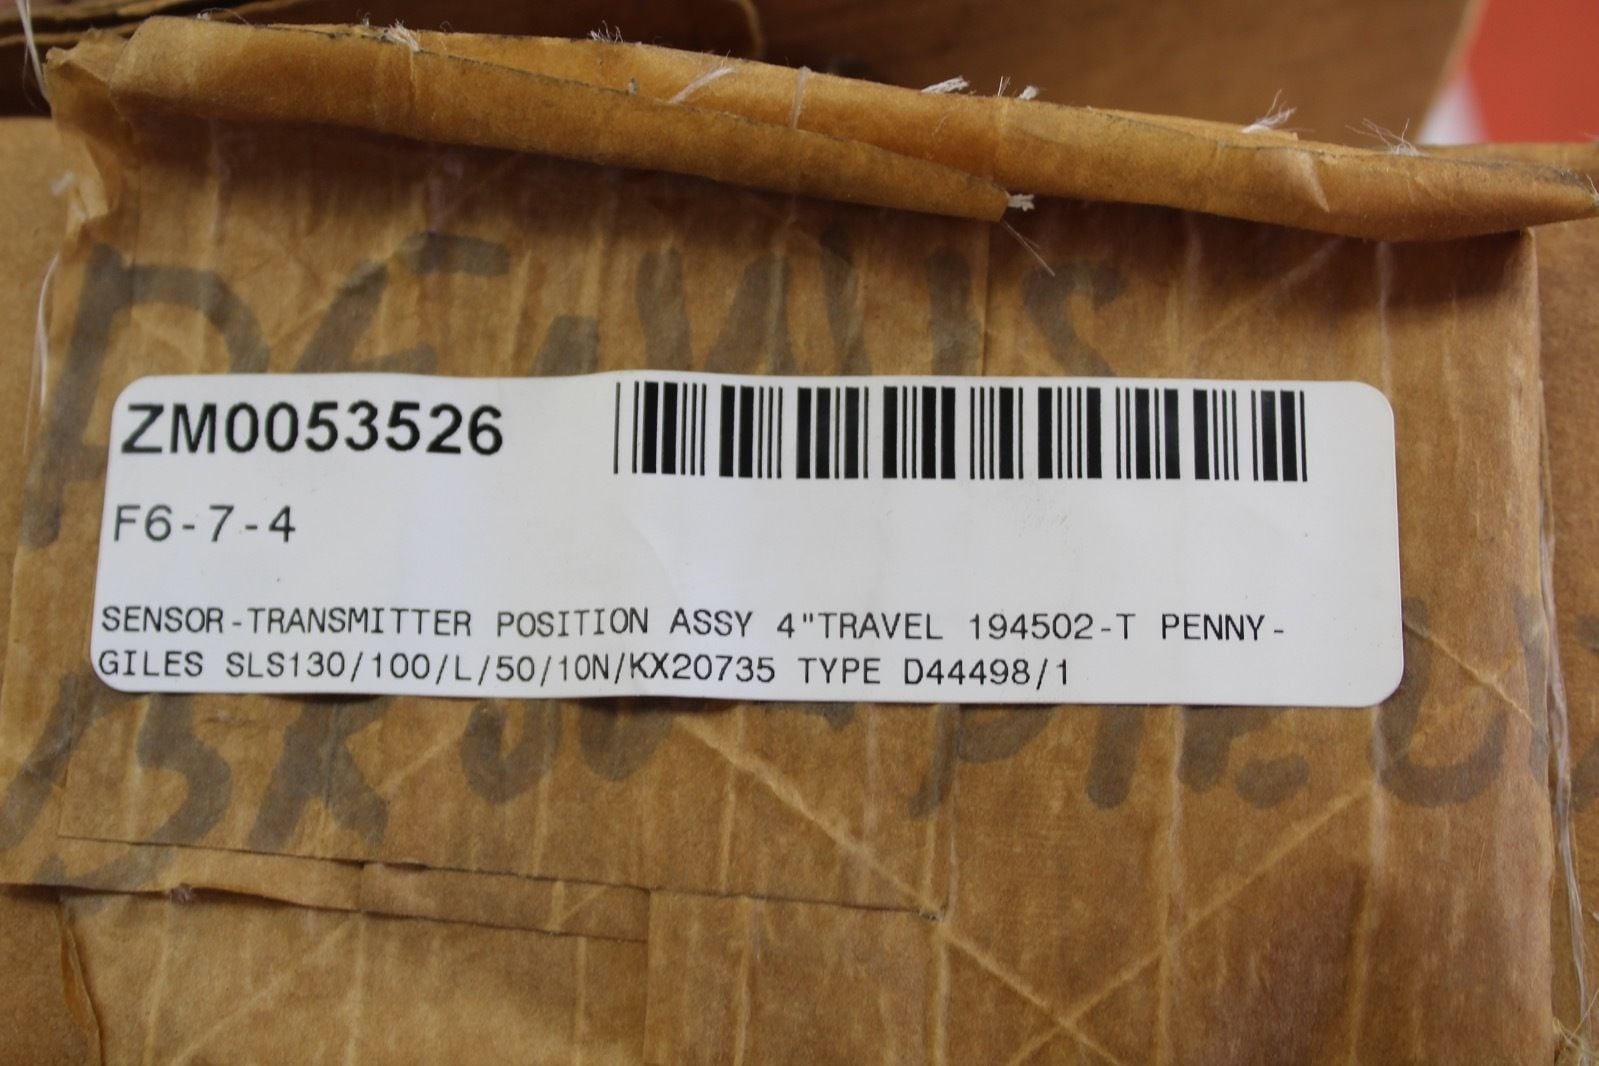 ZM0053526
F6-7-4
SENSOR-TRANSMITTER POSITION ASSY 4"TRAVEL 194502-T PENNY-
GILES SLS130/100/L/50/10N/KX20735 TYPE D44498/1